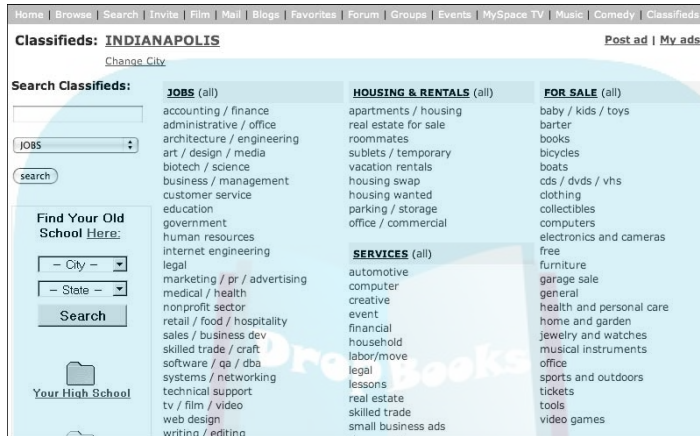 Home | Browse | Search | Invite | Film | Mail | Blogs | Favorites | Forum | Groups | Events | MySpace TV | Music | Comedy | Classifieds
Classifieds: INDIANAPOLIS
Post ad | My ads
Change City
Search Classifieds:
JOBS
search
Find Your Old
School Here:
– City –
– State –
Search
Your High School
JOBS (all)
accounting / finance
administrative / office
architecture / engineering
art / design / media
biotech / science
business / management
customer service
education
government
human resources
internet engineering
legal
marketing / pr / advertising
medical / health
nonprofit sector
retail / food / hospitality
sales / business dev
skilled trade / craft
software / qa / dba
systems / networking
technical support
tv / film / video
web design
writing / editing
HOUSING & RENTALS (all)
apartments / housing
real estate for sale
roommates
sublets / temporary
vacation rentals
housing swap
housing wanted
parking / storage
office / commercial
SERVICES (all)
automotive
computer
creative
event
financial
household
labor/move
legal
lessons
real estate
skilled trade
small business ads
FOR SALE (all)
baby / kids / toys
barter
books
bicycles
boats
cds / dvds / vhs
clothing
collectibles
computers
electronics and cameras
free
furniture
garage sale
general
health and personal care
home and garden
jewelry and watches
musical instruments
office
sports and outdoors
tickets
tools
video games
Drop Books